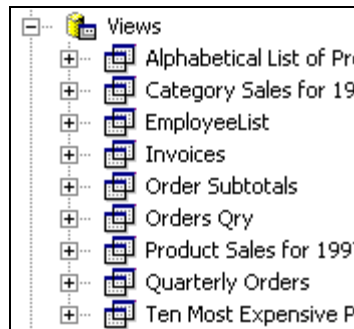 Views
Alphabetical List of Pro
Category Sales for 19
EmployeeList
Invoices
Order Subtotals
Orders Qry
Product Sales for 1997
Quarterly Orders
Ten Most Expensive P